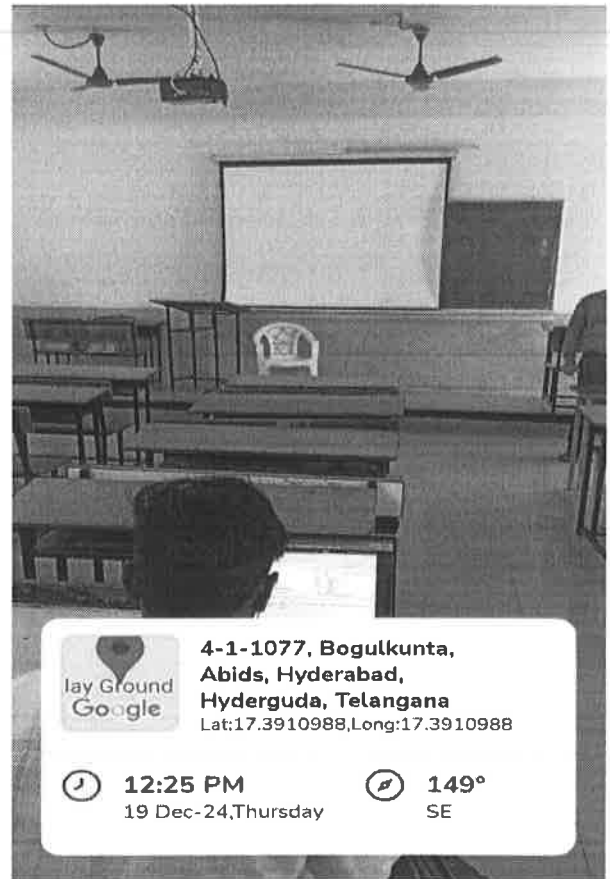 lay Ground
Google
4-1-1077, Bogulkunta,
Abids, Hyderabad,
Hyderguda, Telangana
Lat:17.3910988,Long:17.3910988
12:25 PM
19 Dec-24,Thursday
149°
SE